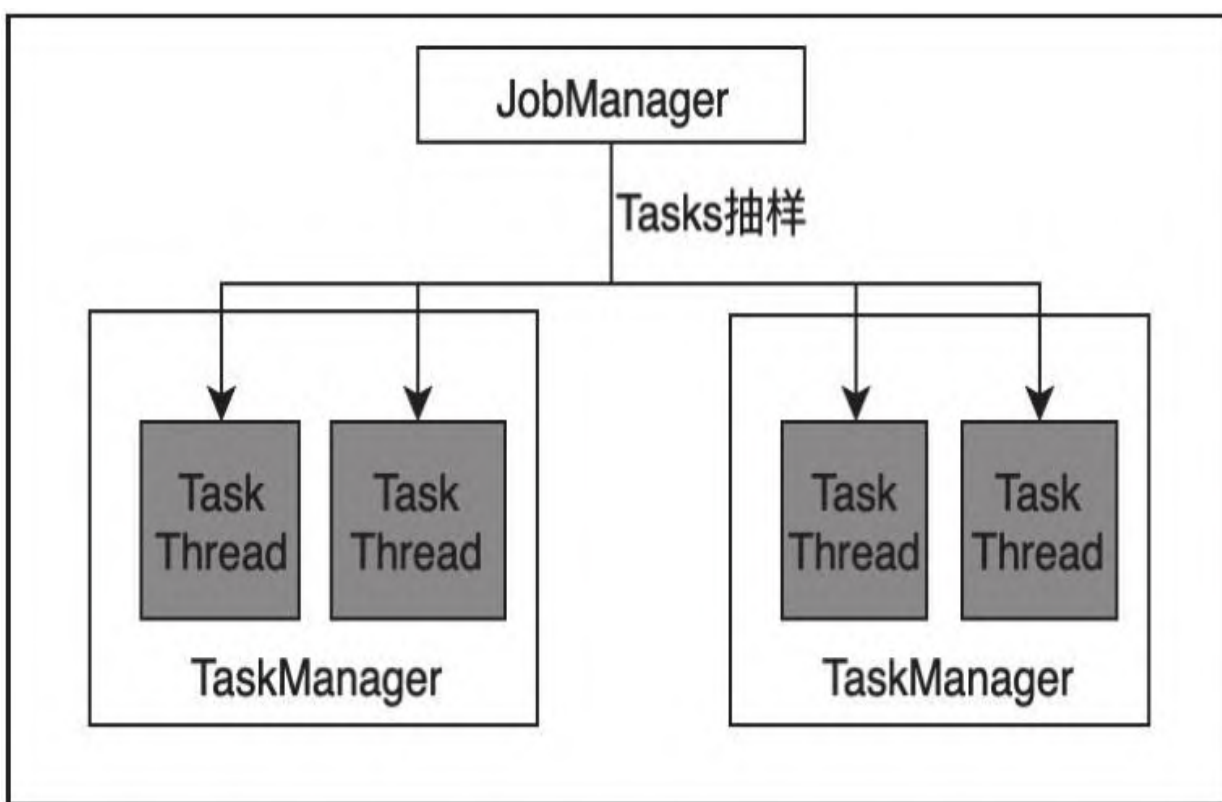 JobManager
Tasks抽样
Task
Thread
Task
Thread
Task
Thread
Task
Thread
TaskManager
TaskManager